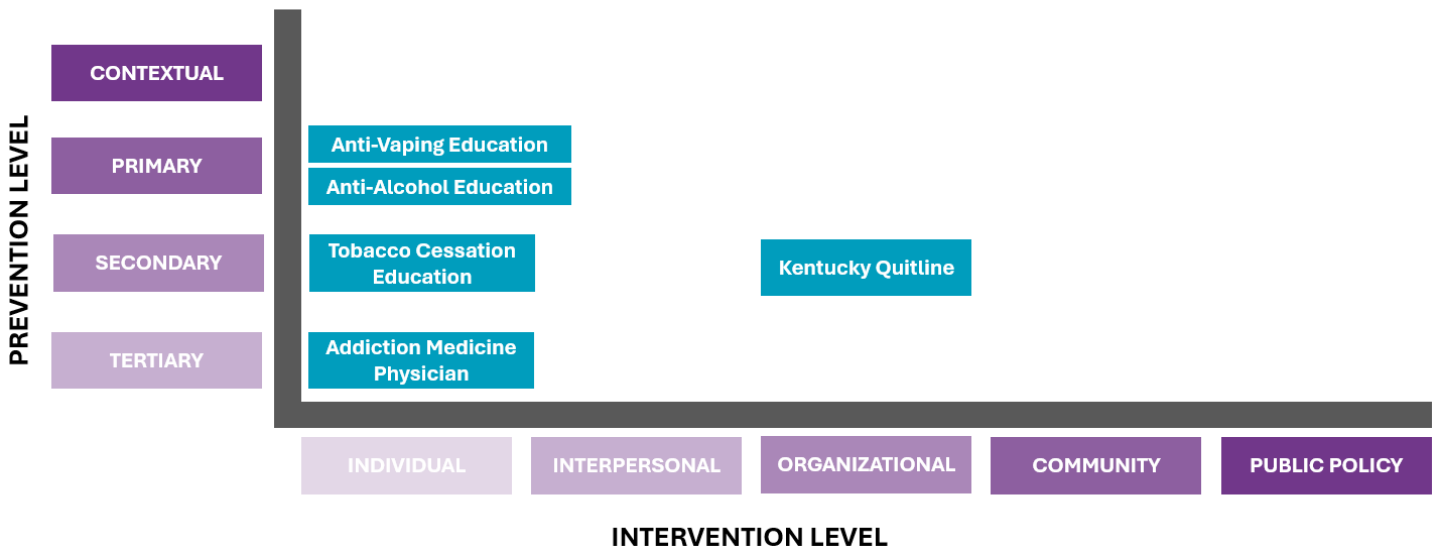 PREVENTION LEVEL
CONTEXTUAL
PRIMARY
Anti-Vaping Education
Anti-Alcohol Education
SECONDARY
Tobacco Cessation
Education
Kentucky Quitline
TERTIARY
Addiction Medicine
Physician
INDIVIDUAL
INTERPERSONAL
ORGANIZATIONAL
COMMUNITY
PUBLIC POLICY
INTERVENTION LEVEL